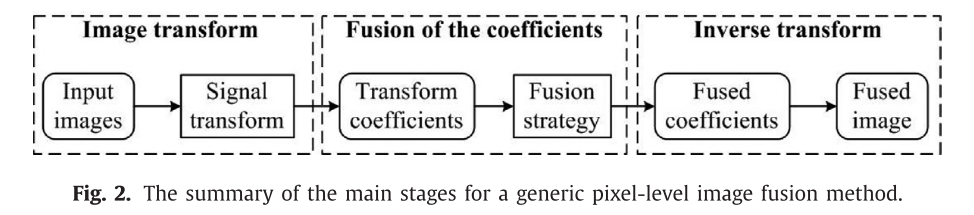 Image transform
Fusion of the coefficients
Inverse transform
Input
images
Signal
transform
Transform
coefficients
Fusion
strategy
Fused
coefficients
Fused
image
Fig. 2. The summary of the main stages for a generic pixel-level image fusion method.